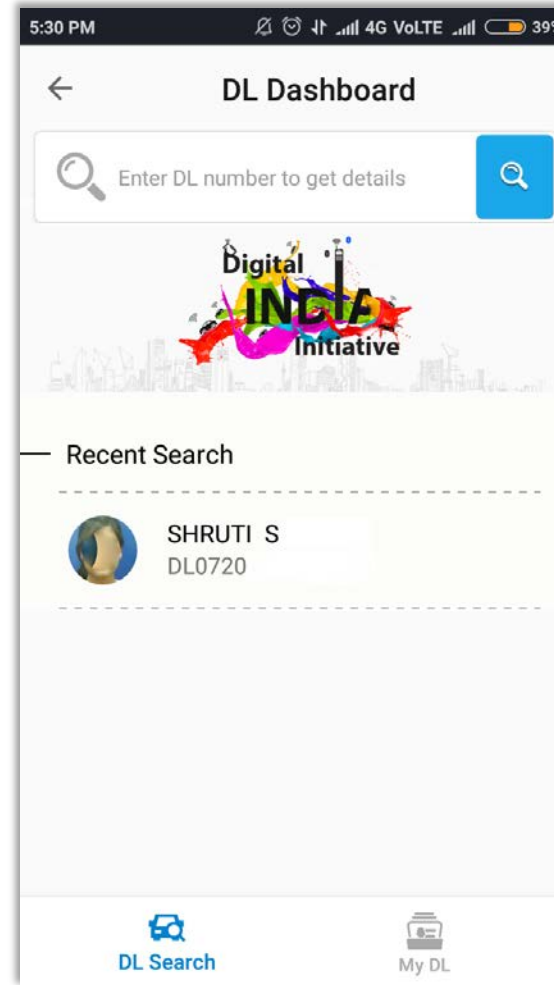 5:30 PM 4G VoLTE 39%
DL Dashboard
Enter DL number to get details
Digital
INDIA
Initiative
Recent Search
SHRUTI S
DL0720
DL Search
My DL